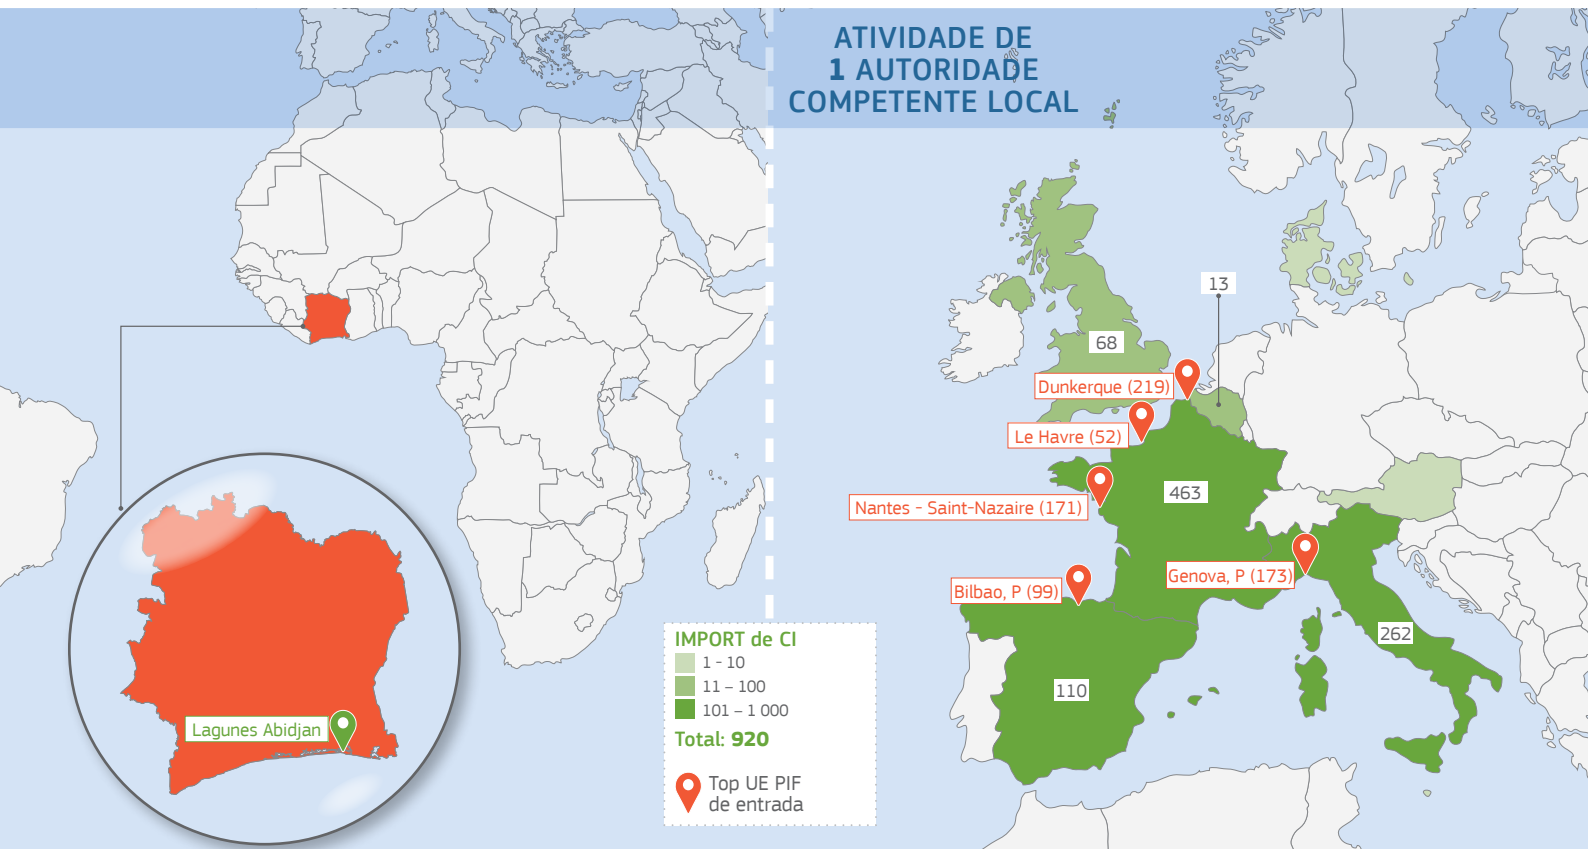 ATIVIDADE DE
1 AUTORIDADE
COMPETENTE LOCAL
13
68
Dunkerque (219)
Le Havre (52)
463
Nantes - Saint-Nazaire (171)
Genova, P (173)
Bilbao, P (99)
262
110
Lagunes Abidjan
IMPORT de CI
1 - 10
11 – 100
101 – 1 000
Total: 920
Top UE PIF
de entrada